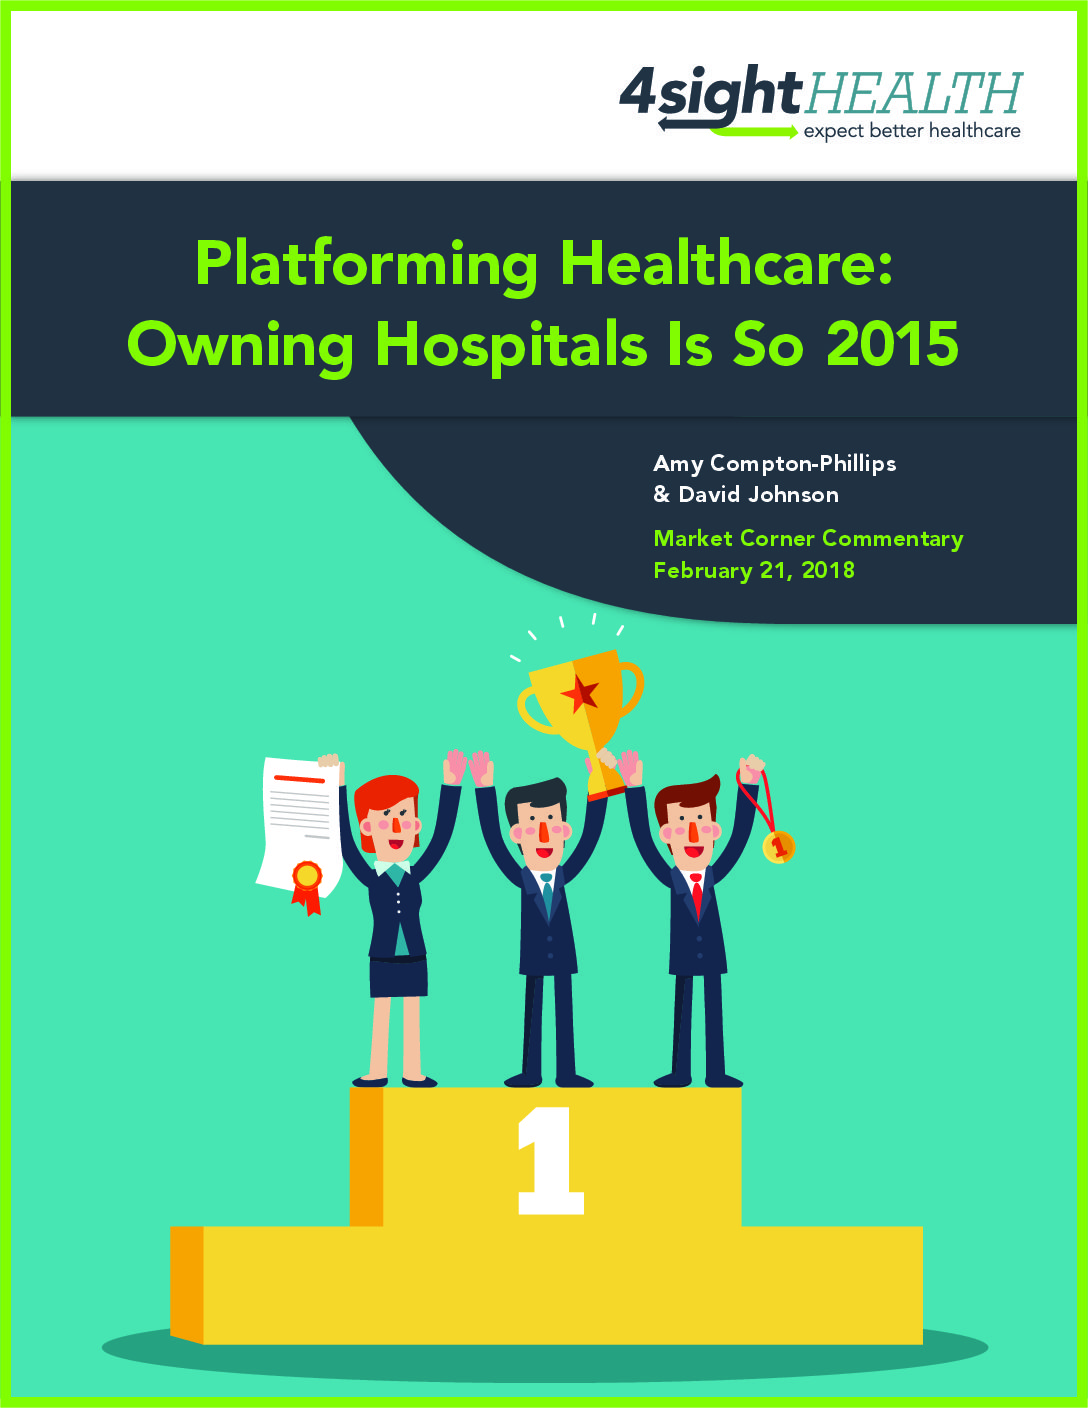 4sightHEALTH
expect better healthcare
Platforming Healthcare:
Owning Hospitals Is So 2015
Amy Compton-Phillips
& David Johnson
Market Corner Commentary
February 21, 2018
1
1